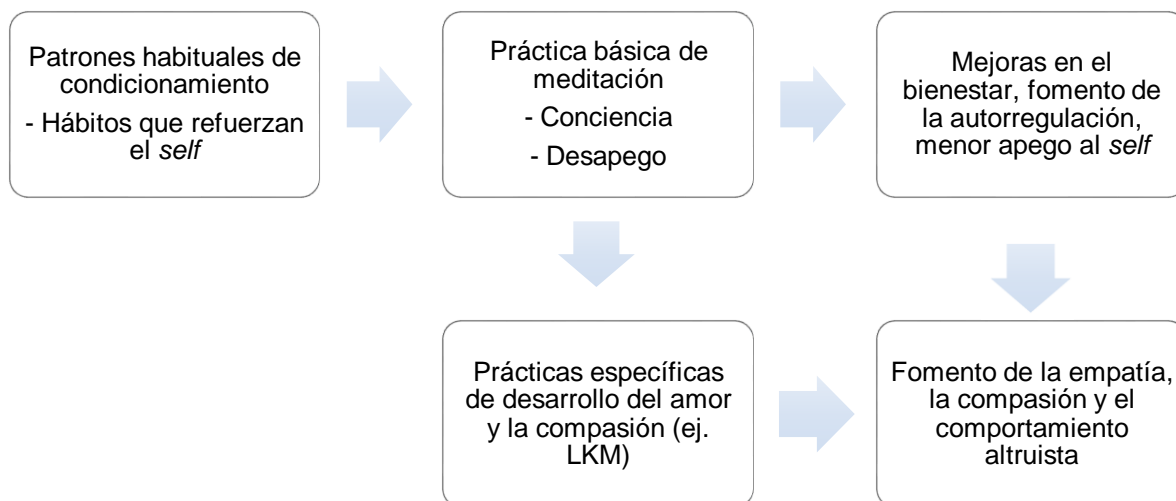 Patrones habituales de
condicionamiento
- Hábitos que refuerzan
el self
Práctica básica de
meditación
- Conciencia
- Desapego
Mejoras en el
bienestar, fomento de
la autorregulación,
menor apego al self
Prácticas específicas
de desarrollo del amor
y la compasión (ej.
LKM)
Fomento de la empatía,
la compasión y el
comportamiento
altruista